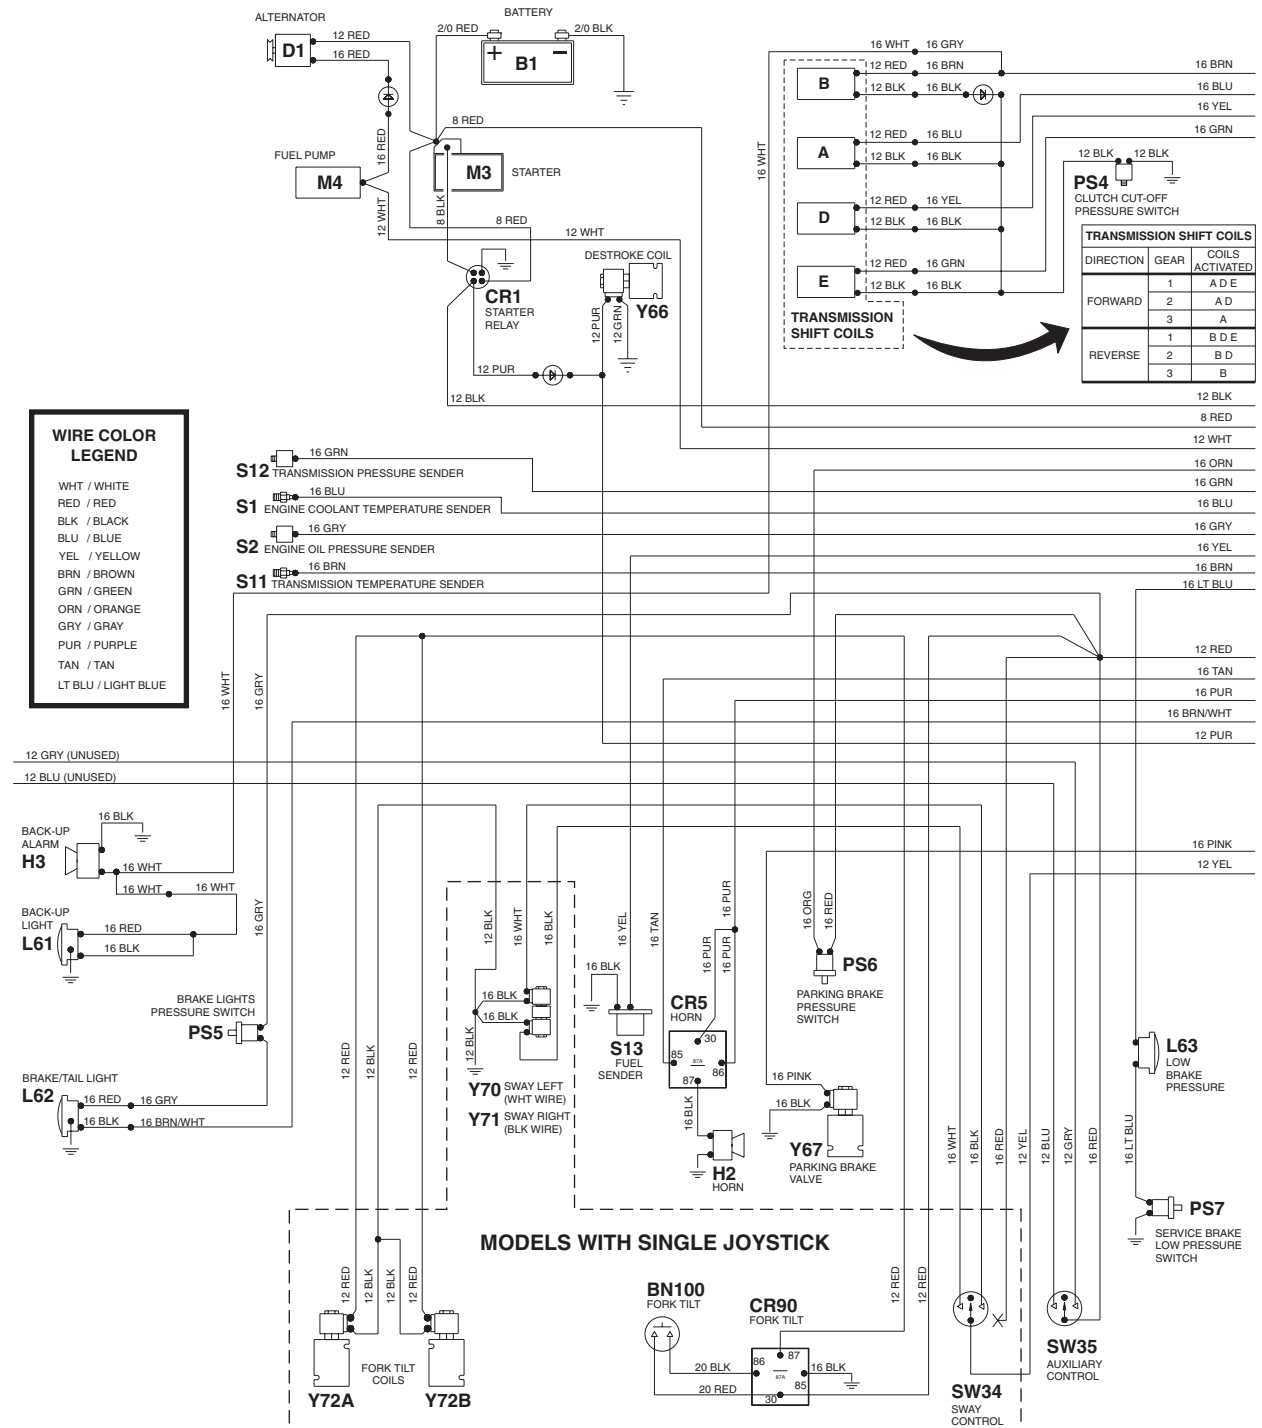 ALTERNATOR
BATTERY
D1
12 RED
16 RED
2/0 RED
2/0 BLK
+ B1 −
16 WHT 16 GRY
12 RED 16 BRN
B
12 BLK 16 BLK
16 BRN
16 BLU
16 YEL
16 GRN
8 RED
16 RED
FUEL PUMP
M4
M3
STARTER
12 RED 16 BLU
A
12 BLK 16 BLK
16 WHT
12 BLK 12 BLK
PS4
CLUTCH CUT-OFF
PRESSURE SWITCH
12 WHT
8 BLK
8 RED
12 WHT
12 RED 16 YEL
D
12 BLK 16 BLK
12 RED 16 GRN
E
12 BLK 16 BLK
TRANSMISSION
SHIFT COILS
TRANSMISSION SHIFT COILS
DIRECTION GEAR COILS
ACTIVATED
FORWARD
1 A D E
2 A D
3 A
REVERSE
1 B D E
2 B D
3 B
DESTROKE COIL
Y66
CR1
STARTER
RELAY
12 PUR
12 GRN
12 PUR
12 BLK
12 BLK
8 RED
12 WHT
16 ORN
16 GRN
16 BLU
16 GRY
16 YEL
16 BRN
16 LT BLU
WIRE COLOR
LEGEND
WHT / WHITE
RED / RED
BLK / BLACK
BLU / BLUE
YEL / YELLOW
BRN / BROWN
GRN / GREEN
ORN / ORANGE
GRY / GRAY
PUR / PURPLE
TAN / TAN
LT BLU / LIGHT BLUE
16 GRN
S12 TRANSMISSION PRESSURE SENDER
16 BLU
S1 ENGINE COOLANT TEMPERATURE SENDER
16 GRY
S2 ENGINE OIL PRESSURE SENDER
16 BRN
S11 TRANSMISSION TEMPERATURE SENDER
16 WHT
16 GRY
12 RED
16 TAN
16 PUR
16 BRN/WHT
12 PUR
12 GRY (UNUSED)
12 BLU (UNUSED)
16 BLK
BACK-UP
ALARM
H3
16 WHT
16 WHT 16 WHT
BACK-UP
LIGHT
L61
16 RED
16 BLK
16 GRY
BRAKE LIGHTS
PRESSURE SWITCH
PS5
BRAKE/TAIL LIGHT
L62
16 RED 16 GRY
16 BLK 16 BRN/WHT
16 PINK
12 YEL
12 BLK
16 WHT
16 BLK
16 YEL
16 TAN
16 PUR
16 PUR
16 PUR
16 ORG
16 RED
16 BLK
16 BLK
12 BLK
Y70 SWAY LEFT
(WHT WIRE)
Y71 SWAY RIGHT
(BLK WIRE)
16 BLK
S13
FUEL
SENDER
CR5
HORN
30
85
87A
86
87
16 BLK
H2
HORN
PS6
PARKING BRAKE
PRESSURE
SWITCH
16 PINK
16 BLK
Y67
PARKING BRAKE
VALVE
L63
LOW
BRAKE
PRESSURE
12 RED
12 BLK
12 RED
16 WHT
16 BLK
16 RED
12 YEL
12 BLU
12 GRY
16 RED
16 LT BLU
PS7
SERVICE BRAKE
LOW PRESSURE
SWITCH
MODELS WITH SINGLE JOYSTICK
12 RED
12 BLK
12 BLK
12 RED
FORK TILT
COILS
Y72A
Y72B
BN100
FORK TILT
CR90
FORK TILT
86
87
87A
85
30
16 BLK
20 BLK
20 RED
12 RED
12 RED
SW34
SWAY
CONTROL
SW35
AUXILIARY
CONTROL